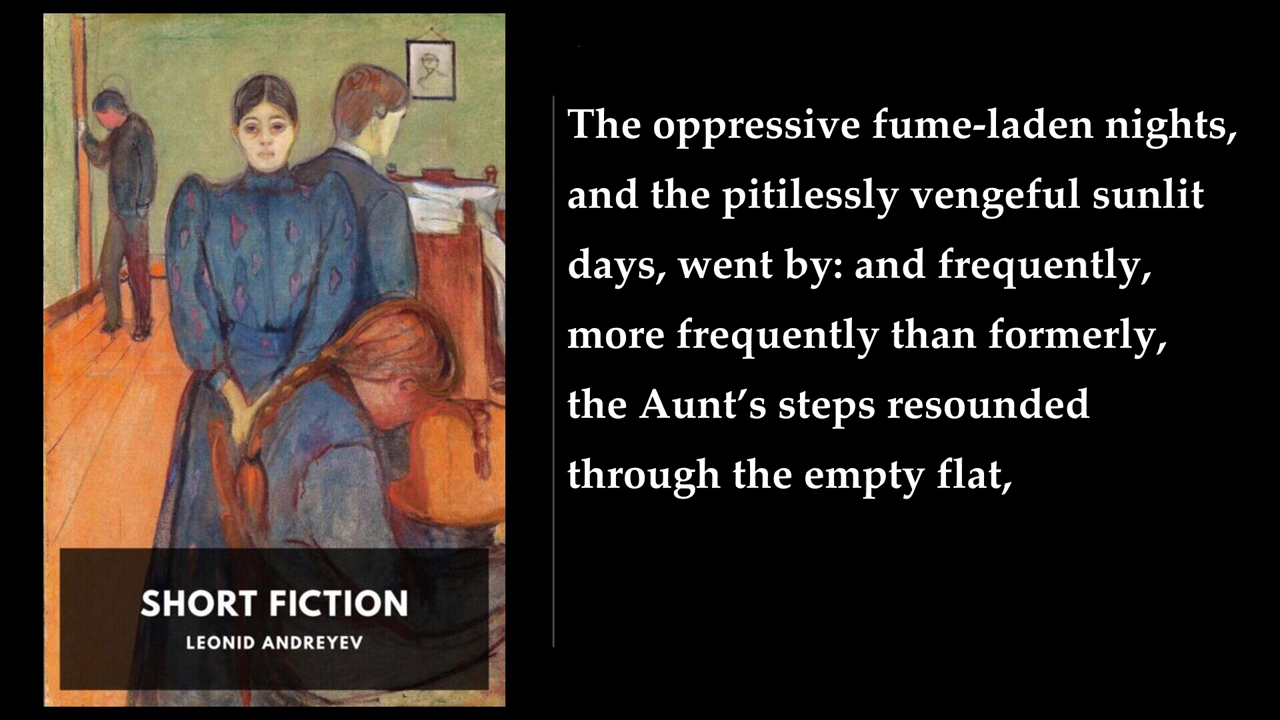 SHORT FICTION
LEONID ANDREYEV
The oppressive fume-laden nights,
and the pitilessly vengeful sunlit
days, went by: and frequently,
more frequently than formerly,
the Aunt’s steps resounded
through the empty flat,